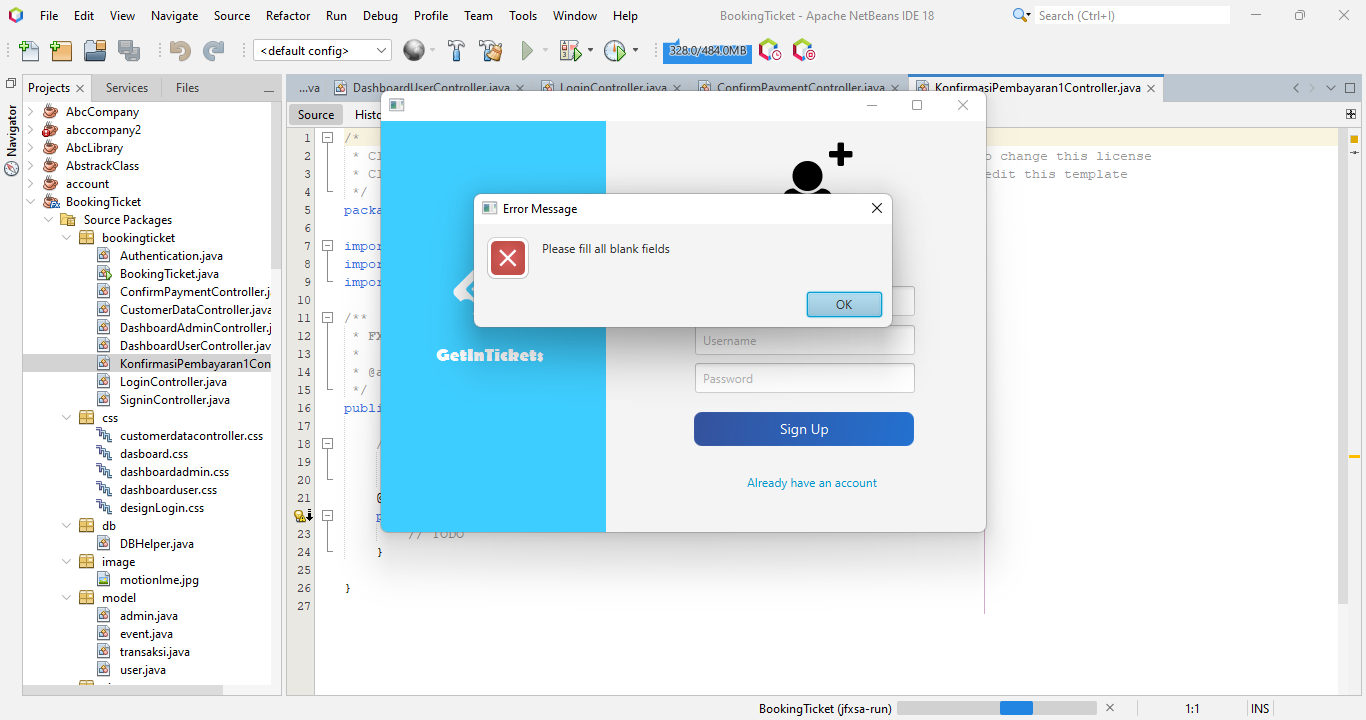 File Edit View Navigate Source Refactor Run Debug Profile Team Tools Window Help
BookingTicket - Apache NetBeans IDE 18
Search (Ctrl+I)
<default config>
328.0/484.0MB
Projects
Services
Files
...va
DashboardUserController.java
LoginController.java
ConfirmPaymentController.java
KonfirmasiPembayaran1Controller.java
Navigator
Source
Histo
AbcCompany
abccompany2
AbcLibrary
AbstrackClass
account
BookingTicket
Source Packages
bookingticket
Authentication.java
BookingTicket.java
ConfirmPaymentController.j
CustomerDataController.java
DashboardAdminController.j
DashboardUserController.jav
KonfirmasiPembayaran1Con
LoginController.java
SigninController.java
css
customerdatacontroller.css
dasboard.css
dashboardadmin.css
dashboarduser.css
designLogin.css
db
DBHelper.java
image
motionlme.jpg
model
admin.java
event.java
transaksi.java
user.java
1 /*
2 * Cl
change this license
3 * Cl
edit this template
4 */
5 packa
6
7 impor
8 impor
9 impor
10
11 /**
12 * FX
13 *
14 * @a
15 */
16 publi
17
18 /
19
20
21 @
23 // TODO
24 }
25
26 }
27
Error Message
Please fill all blank fields
OK
GetInTickets
Username
Password
Sign Up
Already have an account
BookingTicket (jfxsa-run)
1:1
INS